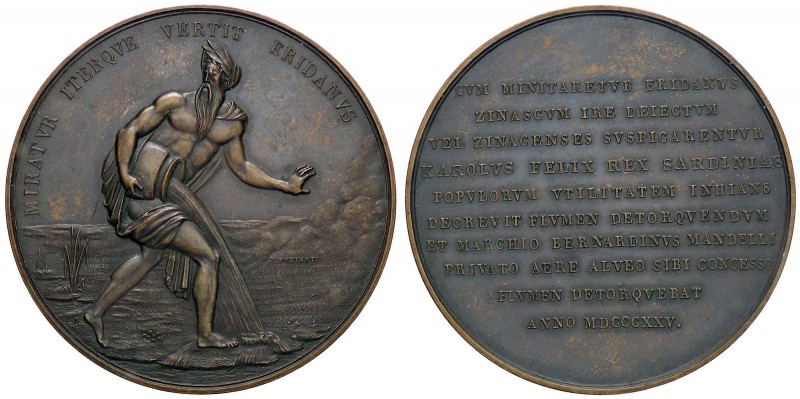 MIRATVR ITERQVE VERTIT ERIDANVS
CVM MINITARETVR ERIDANVS
ZINASCVM IRE DEIECTVM
VEL ZINACENSES SVSPICARENTVR
KAROLVS FELIX REX SARDINIAE
POPVLORVM VTILITATEM INHIANS
DECREVIT FLVMEN DETORQVENDVM
ET MARCHIO BERNARDINVS MANDELLI
PRIVATO AERE ALVEO SIBI CONCESSO
FLVMEN DETORQVEBAT
ANNO MDCCCXXV.